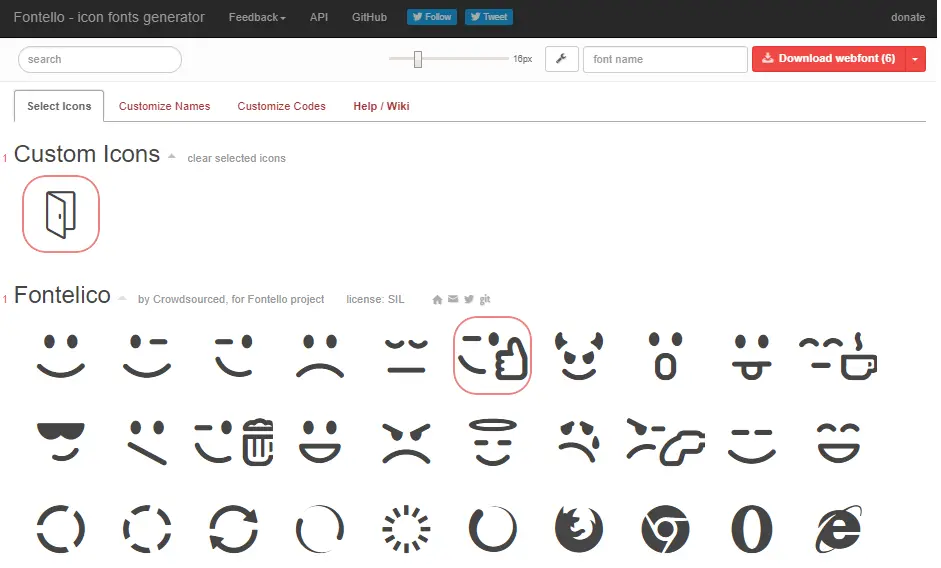 Fontello - icon fonts generator Feedback API GitHub Follow Tweet donate
search 16px font name Download webfont (6)
Select Icons Customize Names Customize Codes Help / Wiki
1 Custom Icons clear selected icons
1 Fontelico by Crowdsourced, for Fontello project license: SIL git